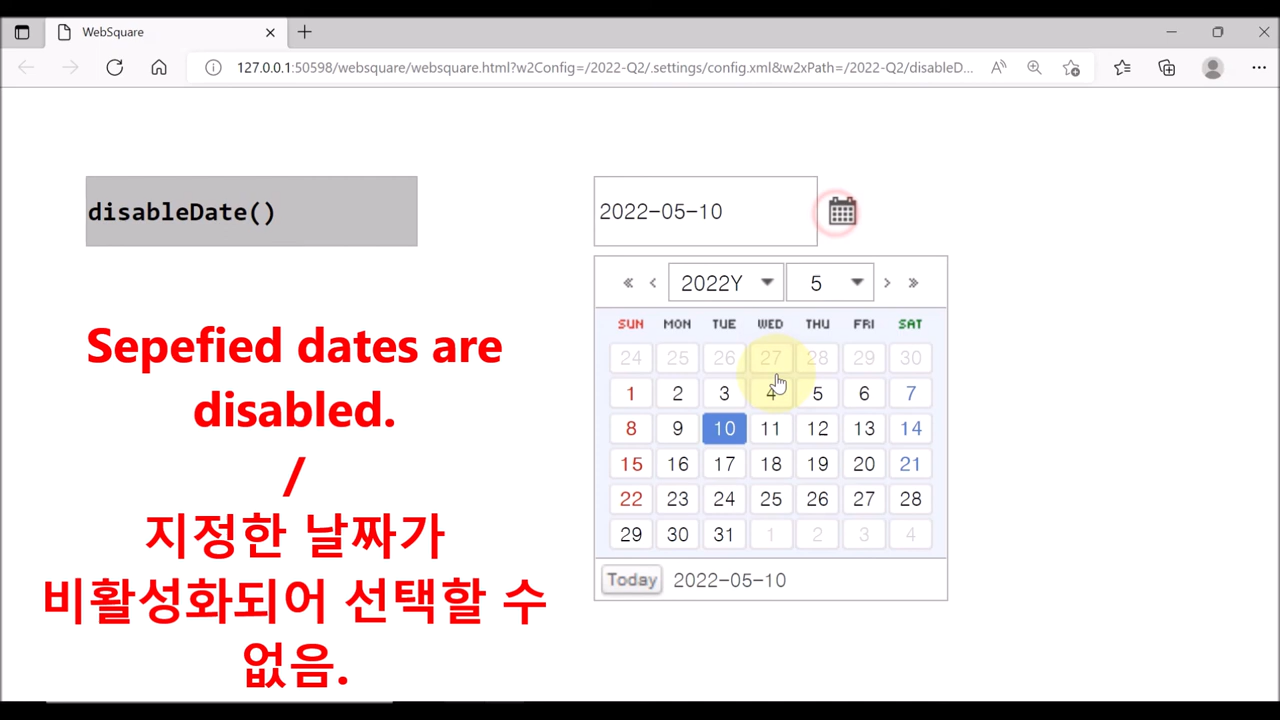 WebSquare
127.0.0.1:50598/websquare/websquare.html?w2Config=/2022-Q2/.settings/config.xml&w2xPath=/2022-Q2/disableD...
disableDate()
2022-05-10
« ‹ 2022Y 5 › »
SUN MON TUE WED THU FRI SAT
24 25 26 27 28 29 30
1 2 3 4 5 6 7
8 9 10 11 12 13 14
15 16 17 18 19 20 21
22 23 24 25 26 27 28
29 30 31 1 2 3 4
Today 2022-05-10
Sepefied dates are
disabled.
/
지정한 날짜가
비활성화되어 선택할 수
없음.